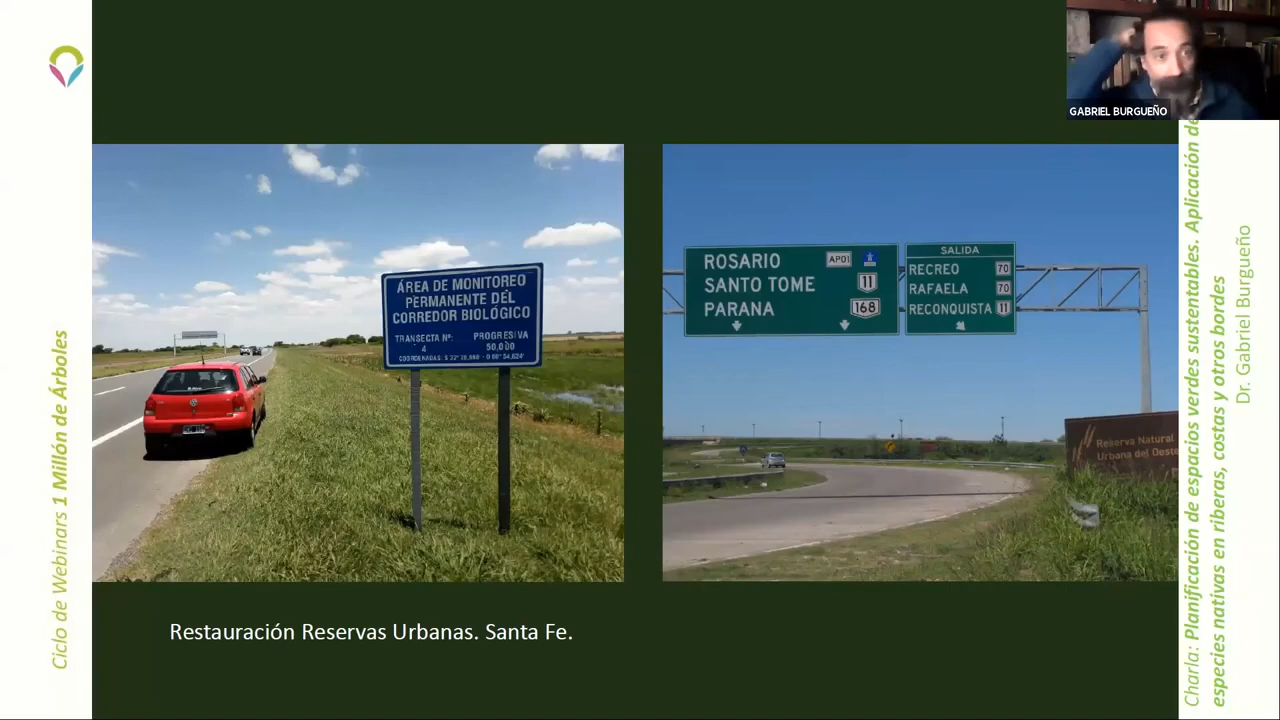 Ciclo de Webinars 1 Millón de Árboles
ÁREA DE MONITOREO
PERMANENTE DEL
CORREDOR BIOLÓGICO
TRANSECTA Nº: PROGRESIVA
4 50,000
COORDENADAS:
ROSARIO AP01
SANTO TOME 11
PARANA 168
SALIDA
RECREO 70
RAFAELA 70
RECONQUISTA 11
Reserva Natural
Urbana del Oeste
Restauración Reservas Urbanas. Santa Fe.
GABRIEL BURGUEÑO
Charla: Planificación de espacios verdes sustentables. Aplicación de
especies nativas en riberas, costas y otros bordes
Dr. Gabriel Burgueño